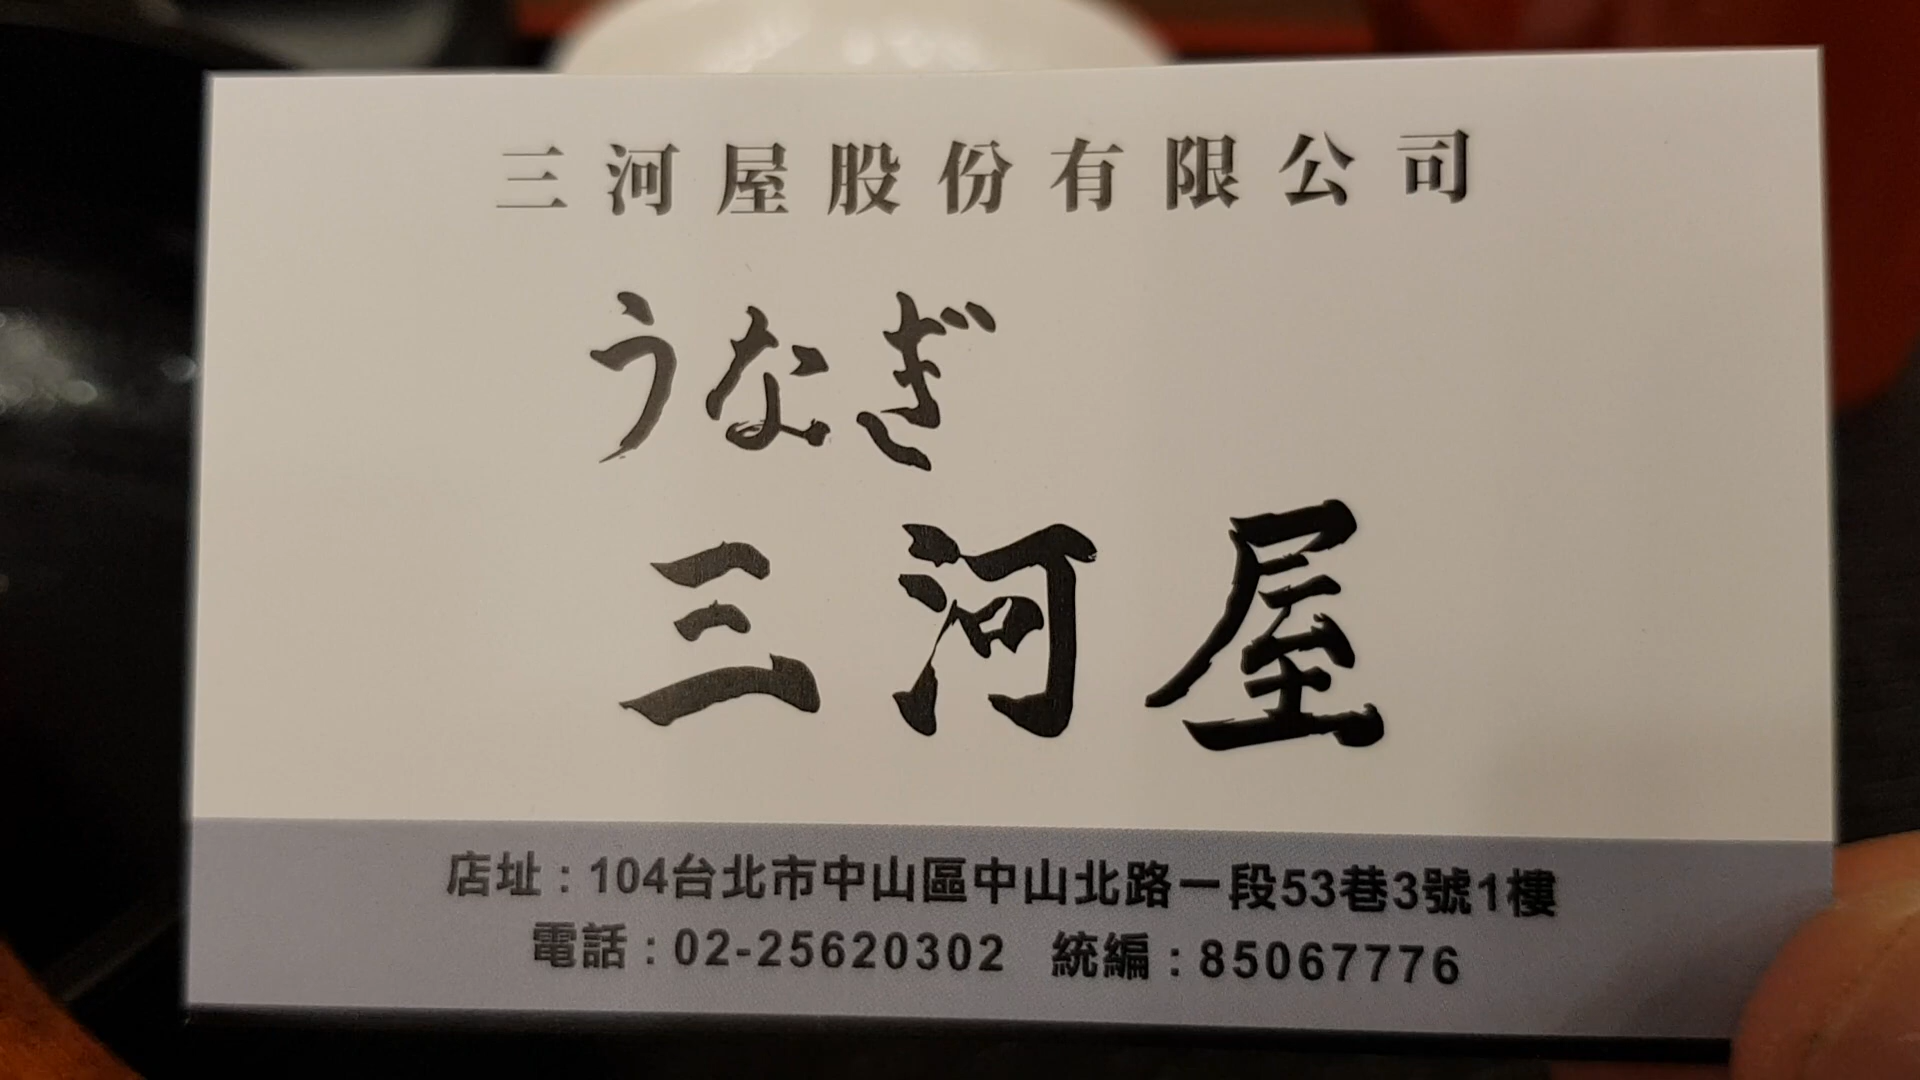 三河屋股份有限公司
うなぎ
三河屋
店址:104台北市中山區中山北路一段53巷3號1樓
電話:02-25620302 統編:85067776